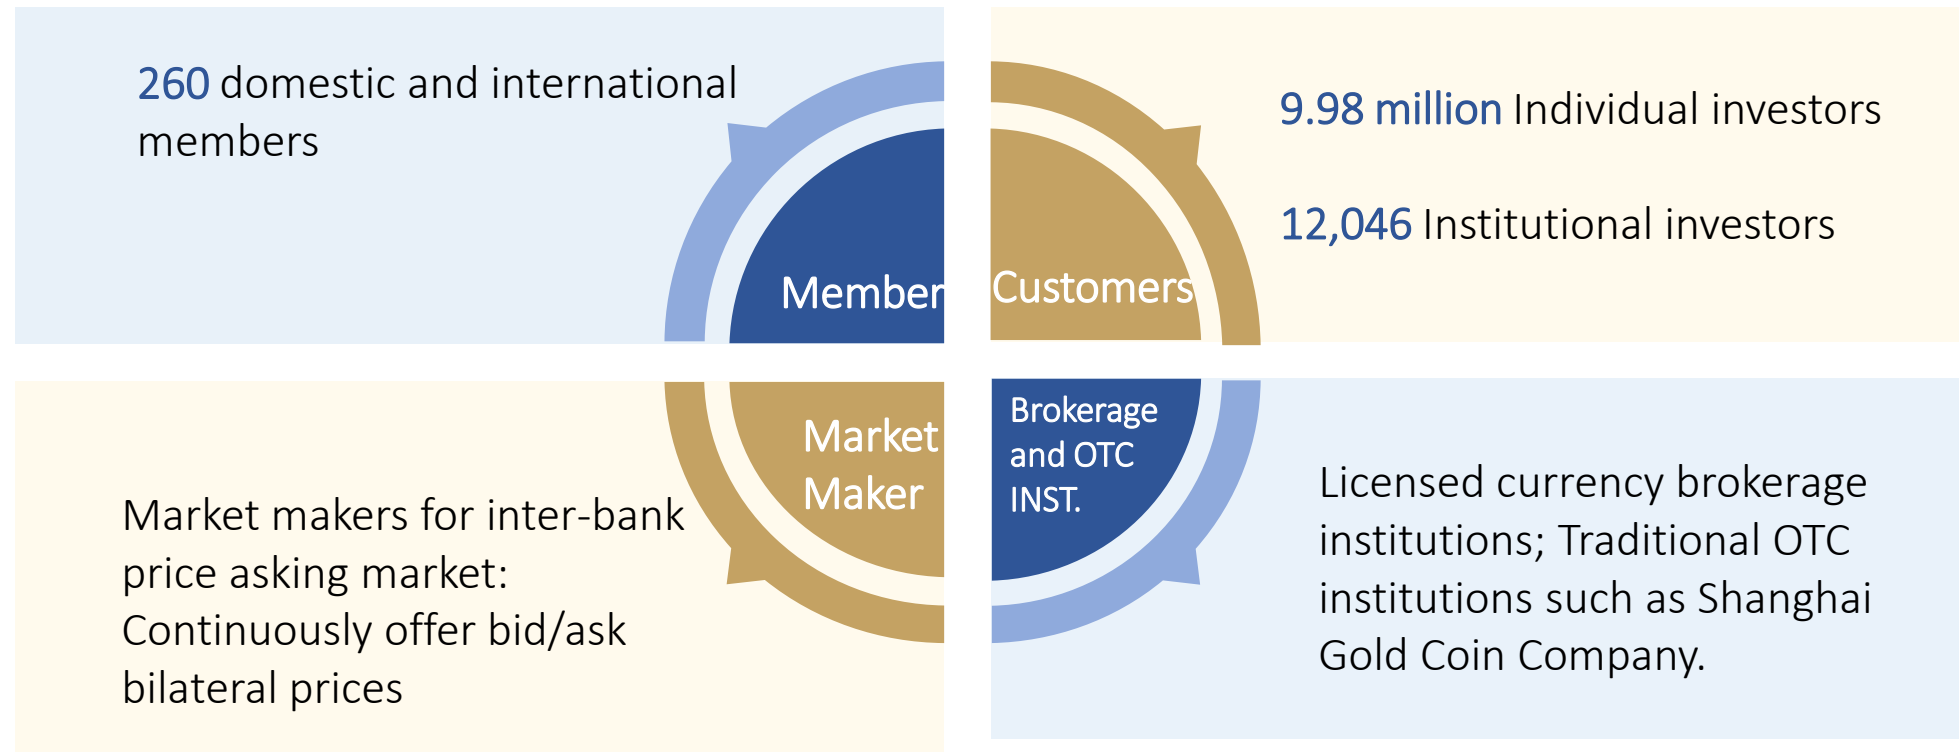 260 domestic and international
members
Member
9.98 million Individual investors
12,046 Institutional investors
Customers
Market
Maker
Market makers for inter-bank
price asking market:
Continuously offer bid/ask
bilateral prices
Brokerage
and OTC
INST.
Licensed currency brokerage
institutions; Traditional OTC
institutions such as Shanghai
Gold Coin Company.